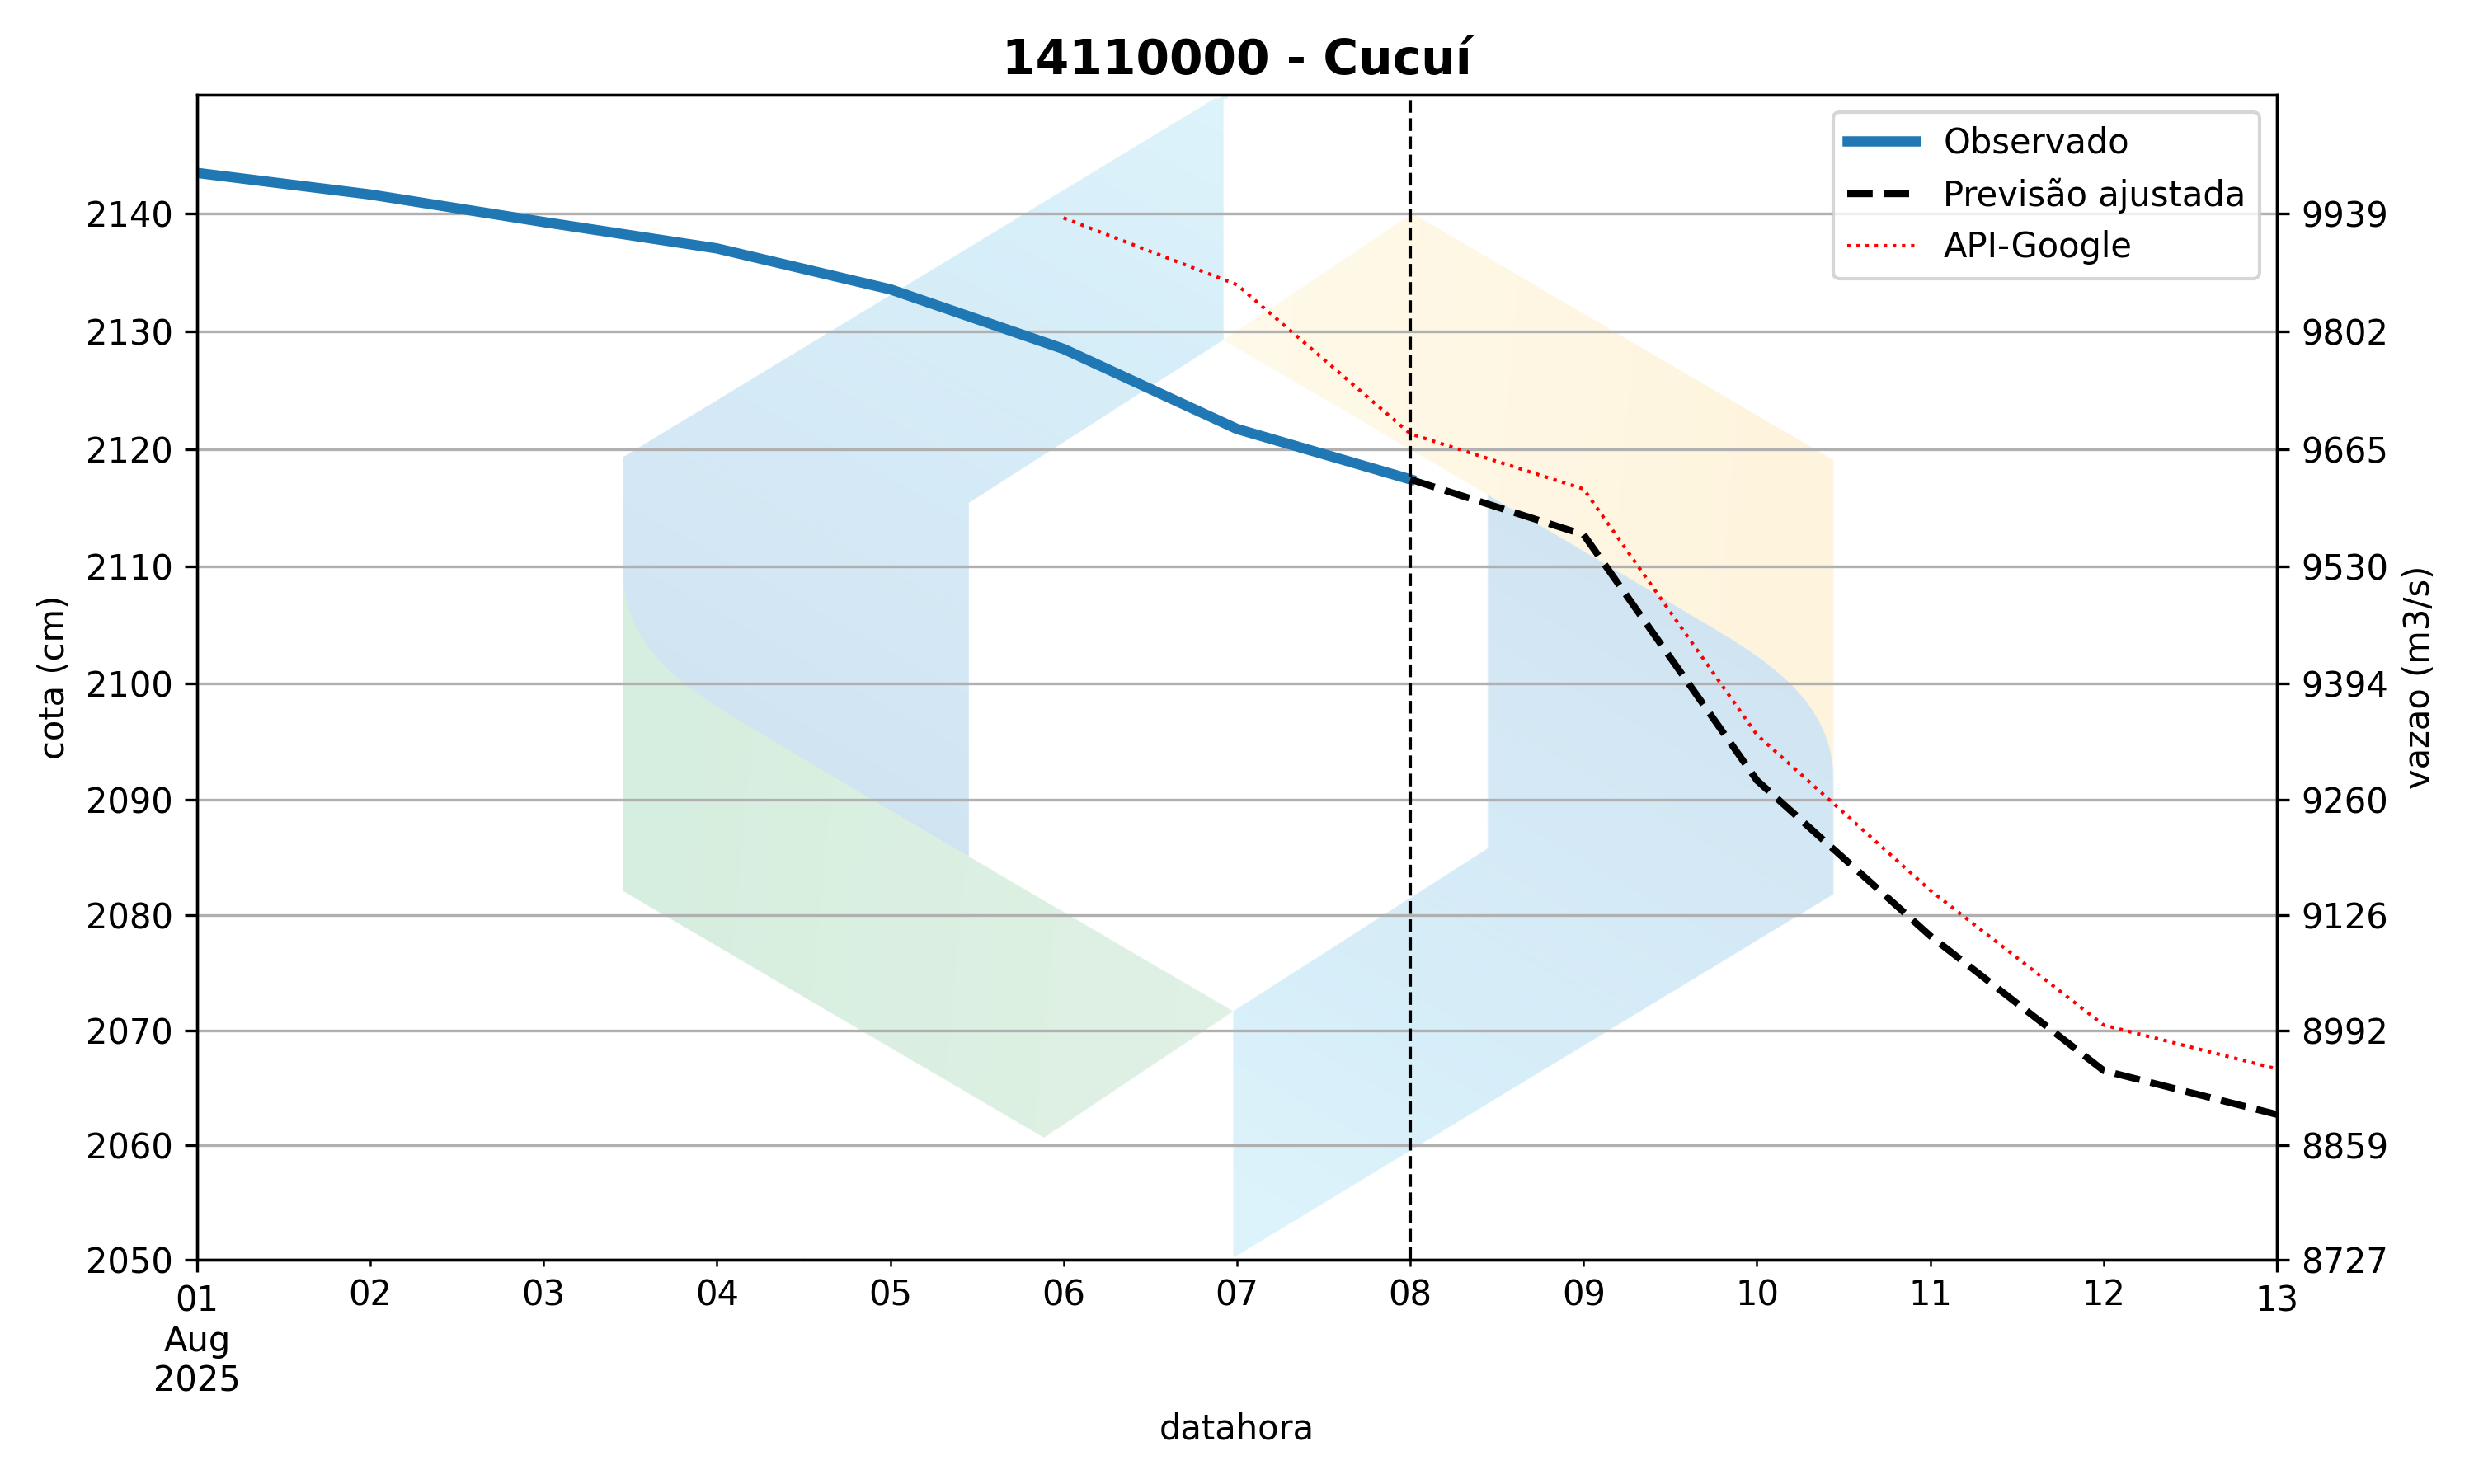 14110000 - Cucuí
Observado
Previsão ajustada
API-Google
2140
2130
2120
2110
2100
2090
2080
2070
2060
2050
cota (cm)
9939
9802
9665
9530
9394
9260
9126
8992
8859
8727
vazao (m3/s)
01 02 03 04 05 06 07 08 09 10 11 12 13
Aug
2025
datahora